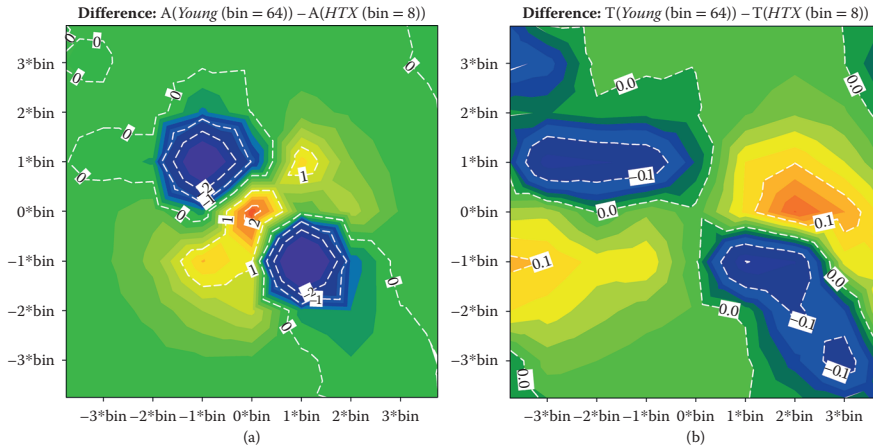 Difference: A(Young (bin = 64)) – A(HTX (bin = 8))
3*bin
2*bin
1*bin
0*bin
–1*bin
–2*bin
–3*bin
0
0
0
0
0
0
–2
–1
1
1
2
1
–2
–1
0
0
–3*bin –2*bin –1*bin 0*bin 1*bin 2*bin 3*bin
(a)
Difference: T(Young (bin = 64)) – T(HTX (bin = 8))
3*bin
2*bin
1*bin
0*bin
–1*bin
–2*bin
–3*bin
0.0
0.0
–0.1
0.0
0.1
0.1
0.0
–0.1
–0.1
0.0
0.0
–3*bin –2*bin –1*bin 0*bin 1*bin 2*bin 3*bin
(b)